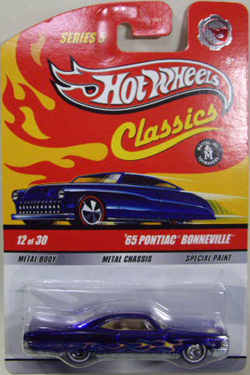 SERIES 5
Hot Wheels
Classics
12 of 30
'65 PONTIAC BONNEVILLE
METAL BODY
METAL CHASSIS
SPECIAL PAINT